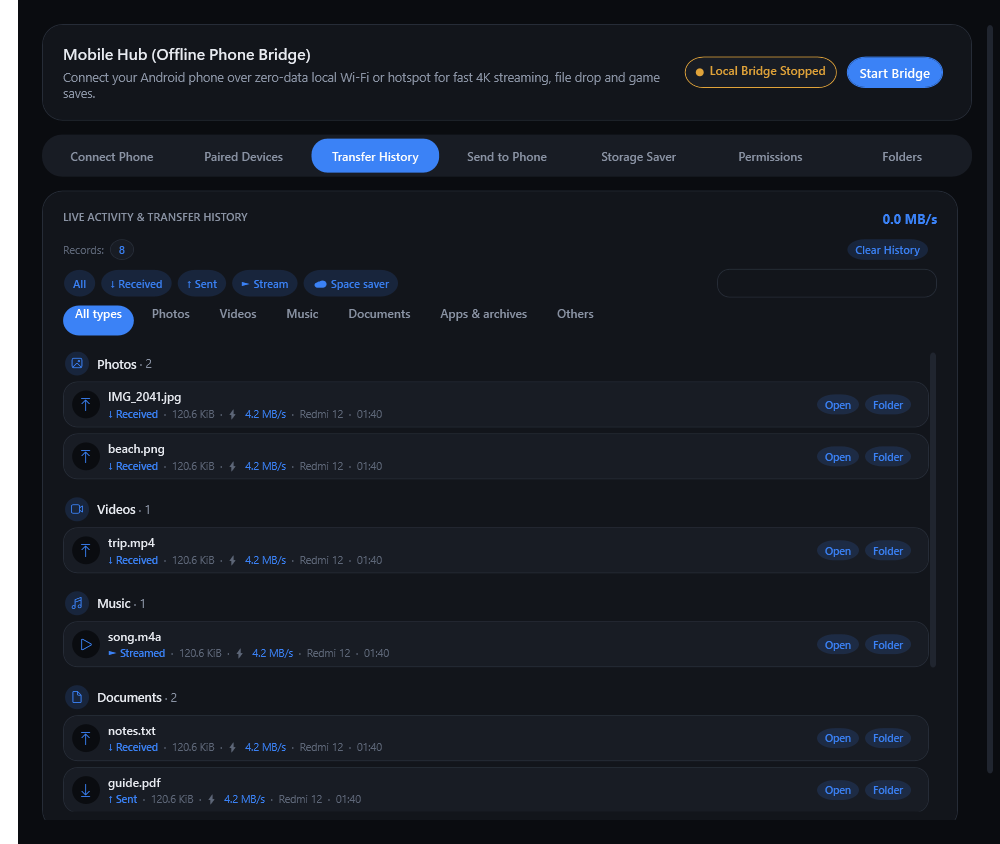 Mobile Hub (Offline Phone Bridge)
Connect your Android phone over zero-data local Wi-Fi or hotspot for fast 4K streaming, file drop and game
saves.
Local Bridge Stopped
Start Bridge
Connect Phone Paired Devices Transfer History Send to Phone Storage Saver Permissions Folders
LIVE ACTIVITY & TRANSFER HISTORY
0.0 MB/s
Records: 8
Clear History
All ↓ Received ↑ Sent ► Stream Space saver
All types Photos Videos Music Documents Apps & archives Others
Photos · 2
IMG_2041.jpg
↓ Received · 120.6 KiB · 4.2 MB/s · Redmi 12 · 01:40
Open Folder
beach.png
↓ Received · 120.6 KiB · 4.2 MB/s · Redmi 12 · 01:40
Open Folder
Videos · 1
trip.mp4
↓ Received · 120.6 KiB · 4.2 MB/s · Redmi 12 · 01:40
Open Folder
Music · 1
song.m4a
► Streamed · 120.6 KiB · 4.2 MB/s · Redmi 12 · 01:40
Open Folder
Documents · 2
notes.txt
↓ Received · 120.6 KiB · 4.2 MB/s · Redmi 12 · 01:40
Open Folder
guide.pdf
↑ Sent · 120.6 KiB · 4.2 MB/s · Redmi 12 · 01:40
Open Folder